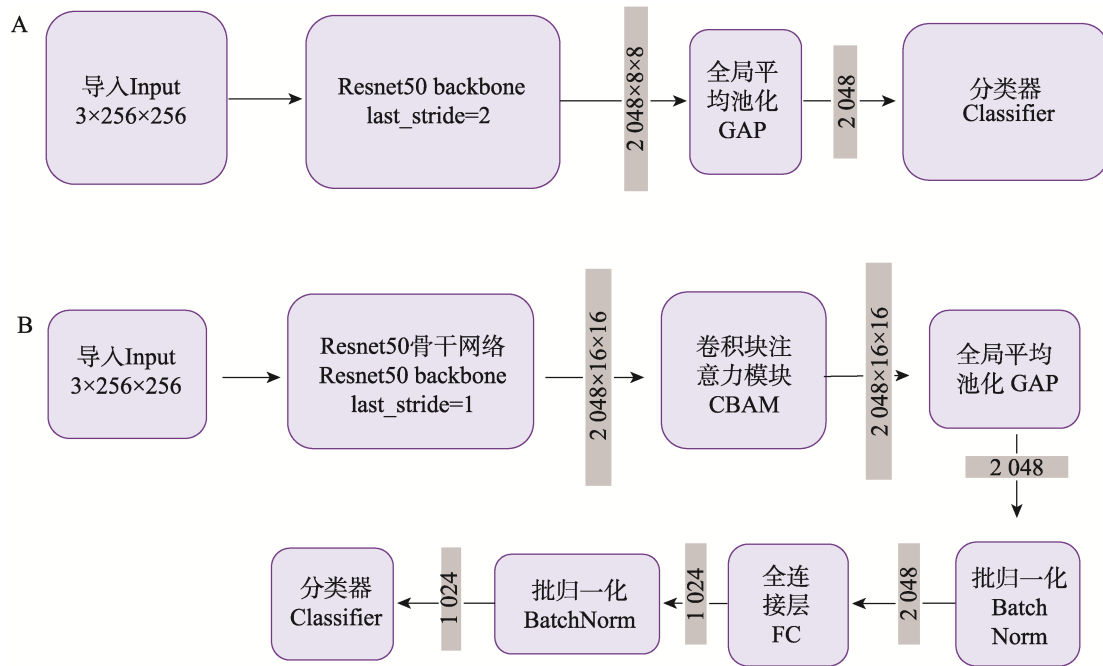 A
导入Input
3×256×256
Resnet50 backbone
last_stride=2
2 048×8×8
全局平
均池化
GAP
2 048
分类器
Classifier
B
导入Input
3×256×256
Resnet50骨干网络
Resnet50 backbone
last_stride=1
2 048×16×16
卷积块注
意力模块
CBAM
2 048×16×16
全局平均
池化 GAP
2 048
批归一化
Batch
Norm
2 048
全连
接层
FC
1 024
批归一化
BatchNorm
1 024
分类器
Classifier